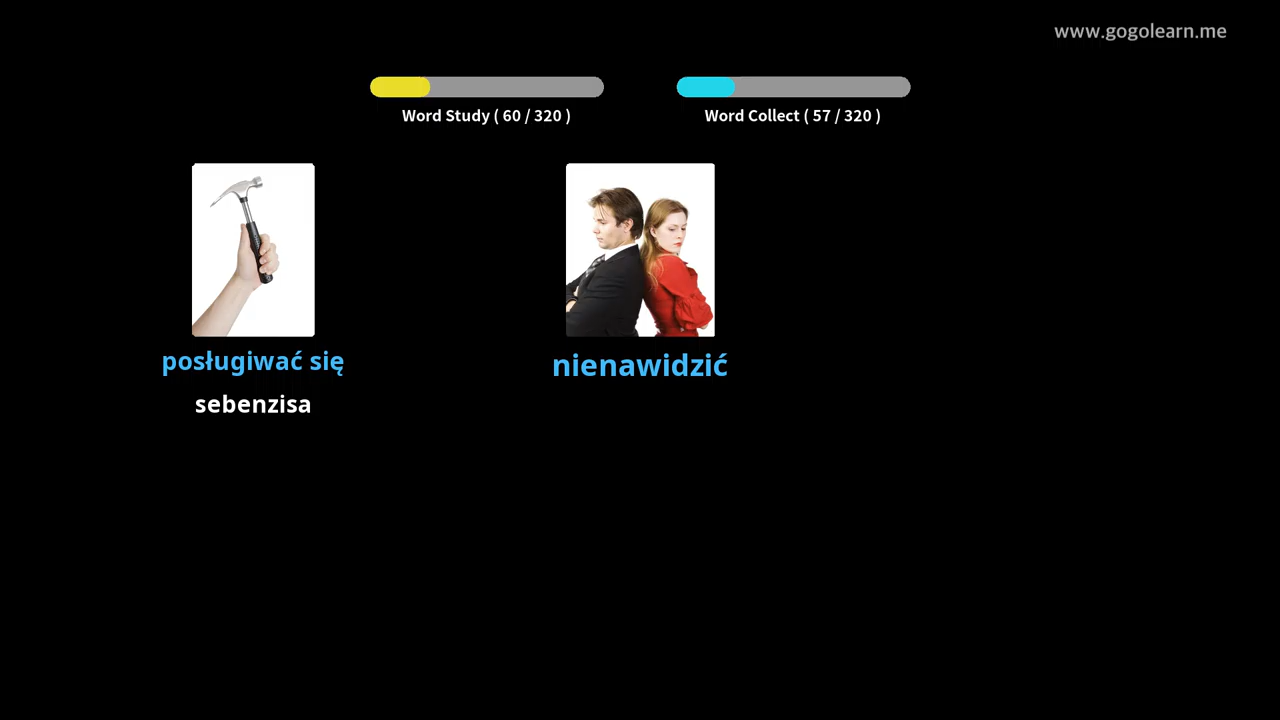 www.gogolearn.me
Word Study ( 60 / 320 )
Word Collect ( 57 / 320 )
posługiwać się
sebenzisa
nienawidzić